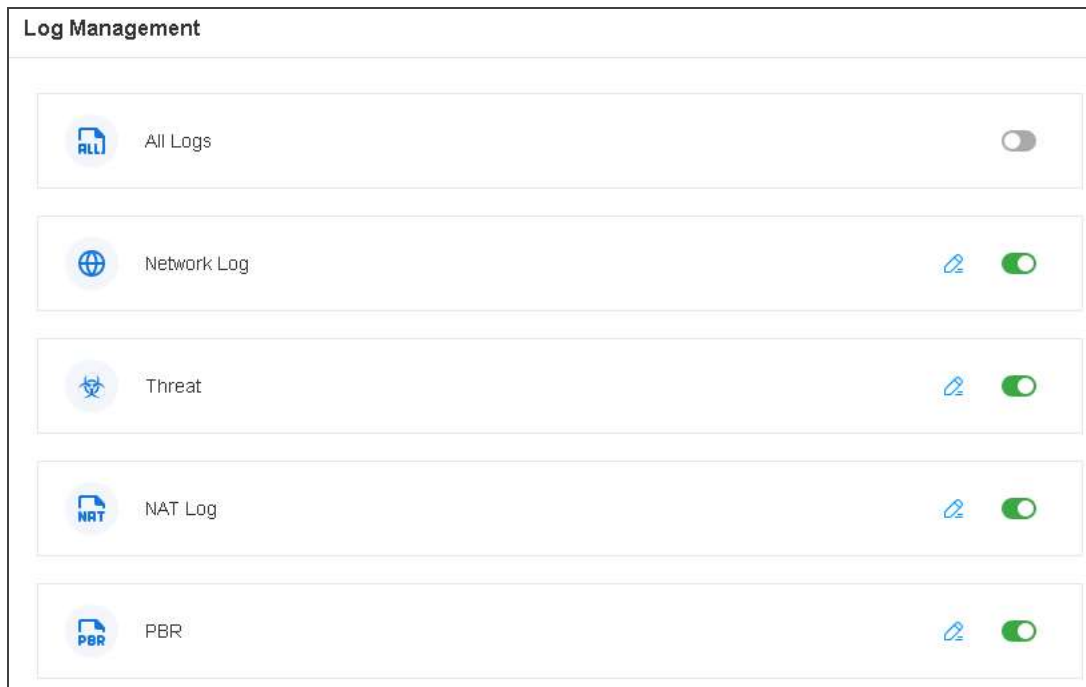 Log Management
ALL
All Logs
Network Log
Threat
NAT
NAT Log
PBR
PBR